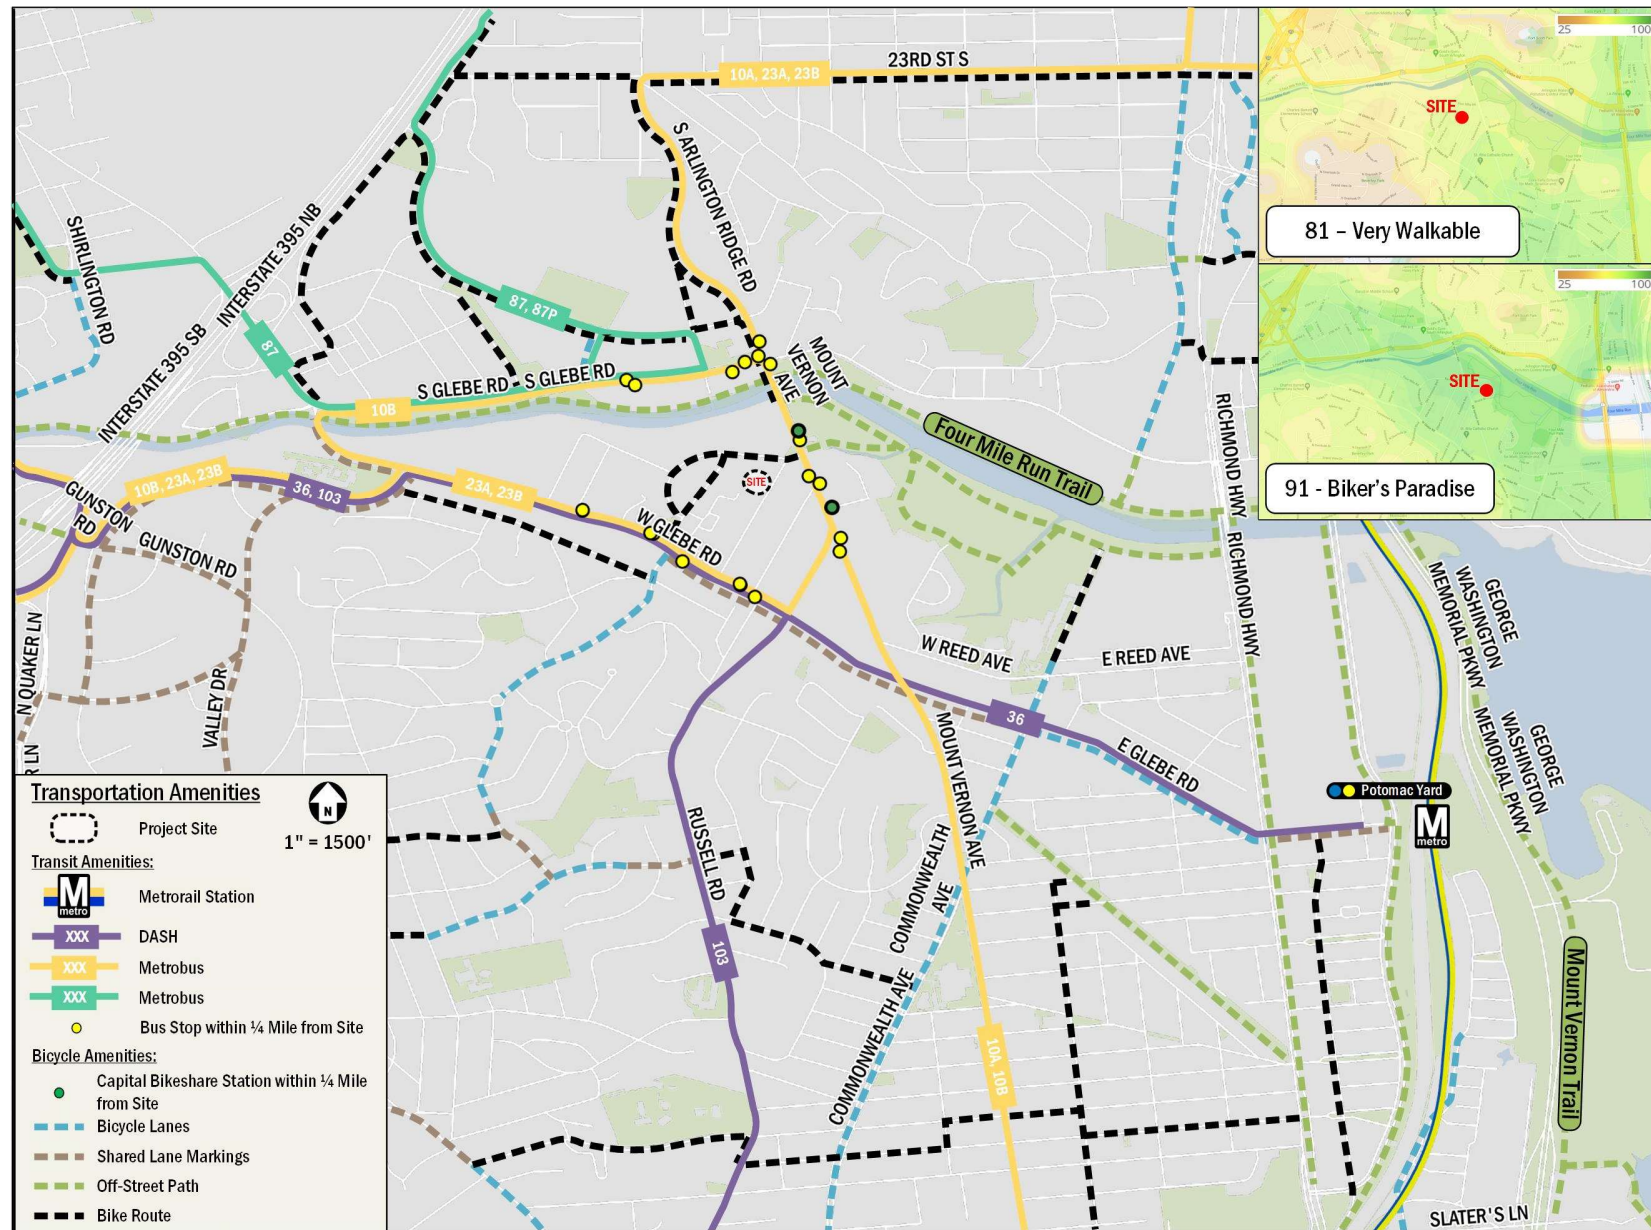 10A, 23A, 23B
23RD ST S
25
100
SITE
81 – Very Walkable
25
100
SITE
91 - Biker's Paradise
S ARLINGTON RIDGE RD
SHIRLINGTON RD
INTERSTATE 395 NB
INTERSTATE 395 SB
87, 87P
87
S GLEBE RD
S GLEBE RD
10B
MOUNT
VERNON
AVE
Four Mile Run Trail
RICHMOND HWY
RICHMOND HWY
10B, 23A, 23B
36, 103
23A, 23B
SITE
W GLEBE RD
GUNSTON
RD
GUNSTON RD
N QUAKER LN
R LN
VALLEY DR
W REED AVE
E REED AVE
36
E GLEBE RD
GEORGE
WASHINGTON
MEMORIAL PKWY
GEORGE
WASHINGTON
MEMORIAL PKWY
MOUNT VERNON AVE
Potomac Yard
M
metro
RUSSELL RD
103
COMMONWEALTH
AVE
COMMONWEALTH AVE
10A, 10B
Mount Vernon Trail
SLATER'S LN
Transportation Amenities
N
1" = 1500'
Project Site
Transit Amenities:
M
metro
Metrorail Station
XXX
DASH
XXX
Metrobus
XXX
Metrobus
Bus Stop within ¼ Mile from Site
Bicycle Amenities:
Capital Bikeshare Station within ¼ Mile
from Site
Bicycle Lanes
Shared Lane Markings
Off-Street Path
Bike Route